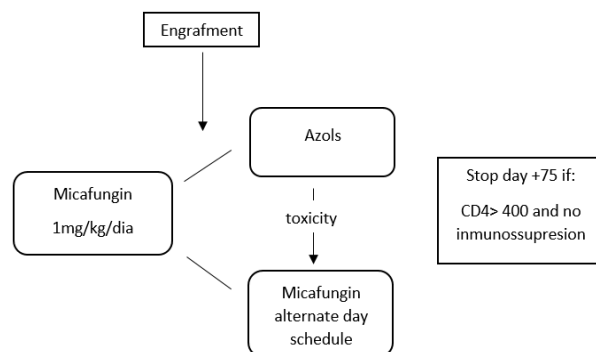 Engrafment
Azols
Micafungin
1mg/kg/dia
toxicity
Micafungin
alternate day
schedule
Stop day +75 if:
CD4> 400 and no
inmunossupresion